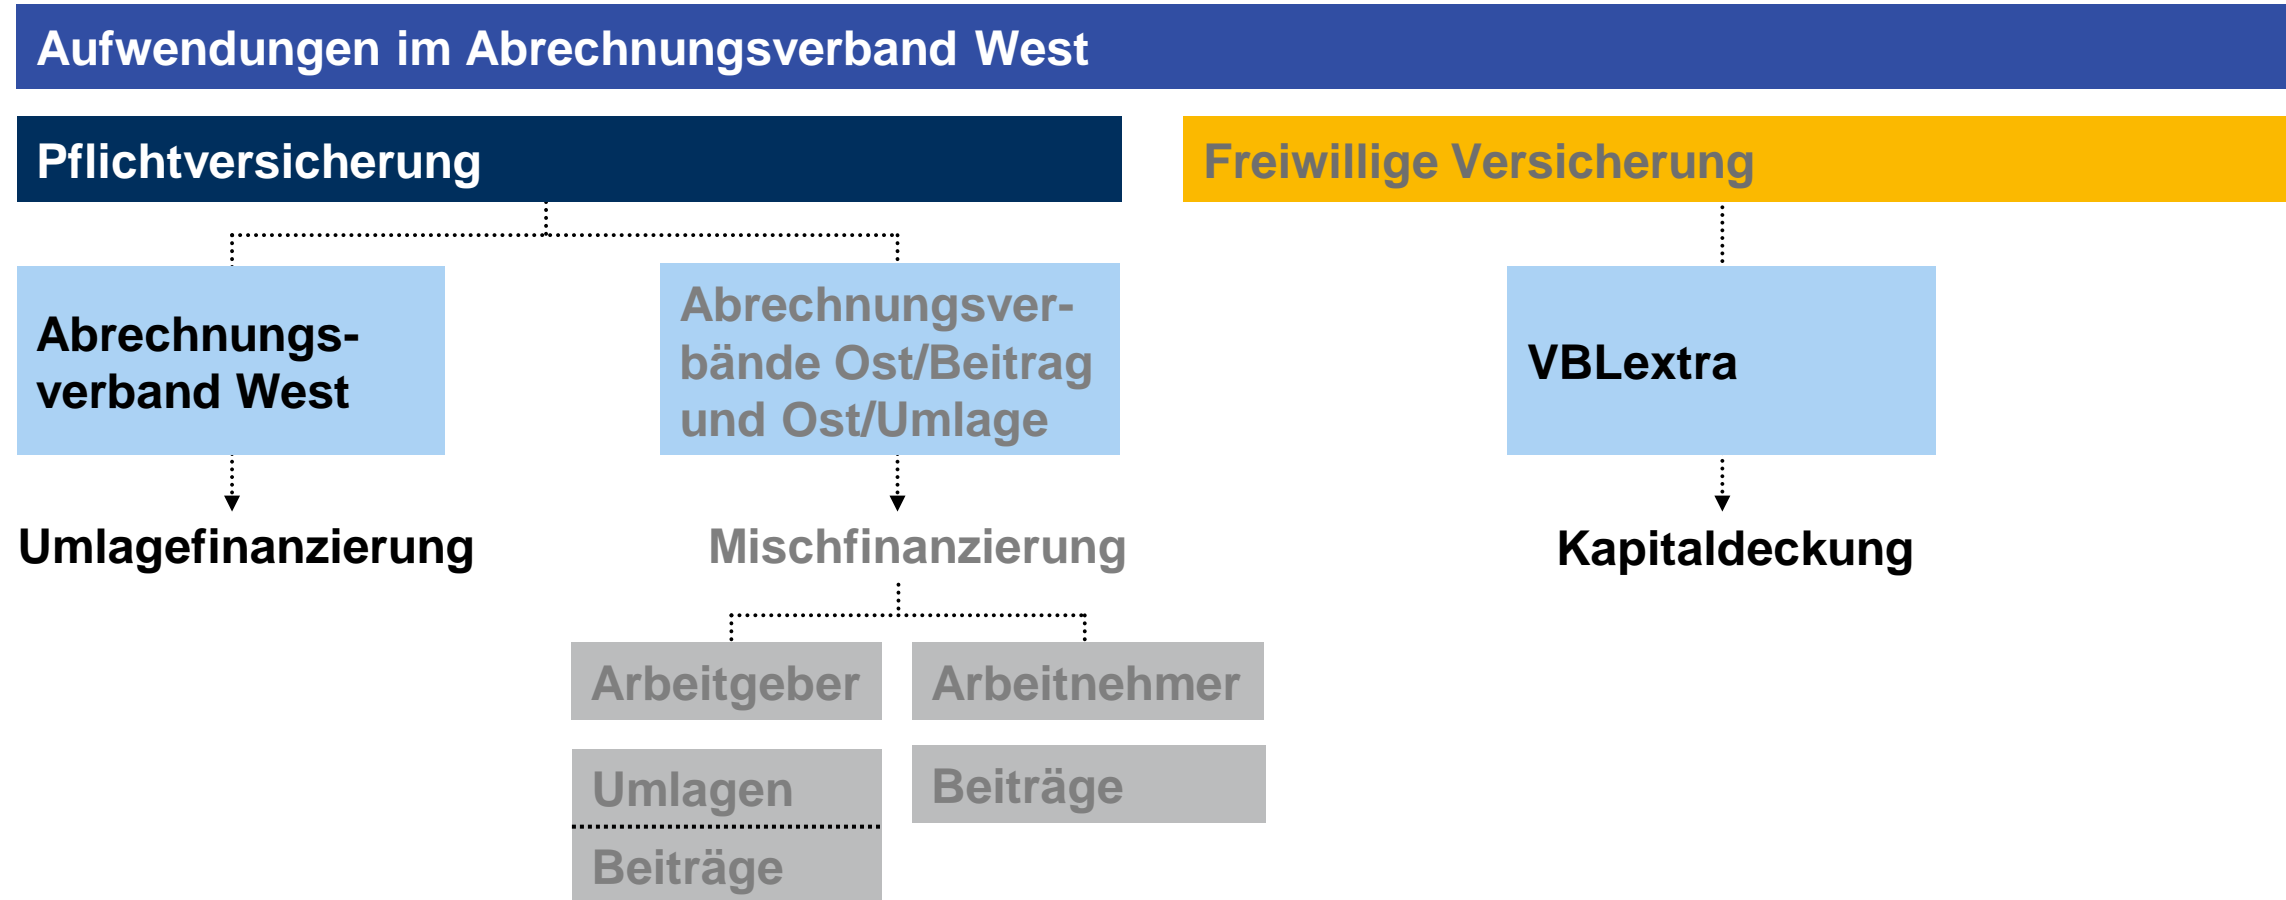 Aufwendungen im Abrechnungsverband West
Pflichtversicherung
Freiwillige Versicherung
Abrechnungs-
verband West
Abrechnungsver-
bände Ost/Beitrag
und Ost/Umlage
VBLextra
Umlagefinanzierung
Mischfinanzierung
Kapitaldeckung
Arbeitgeber
Arbeitnehmer
Umlagen
Beiträge
Beiträge